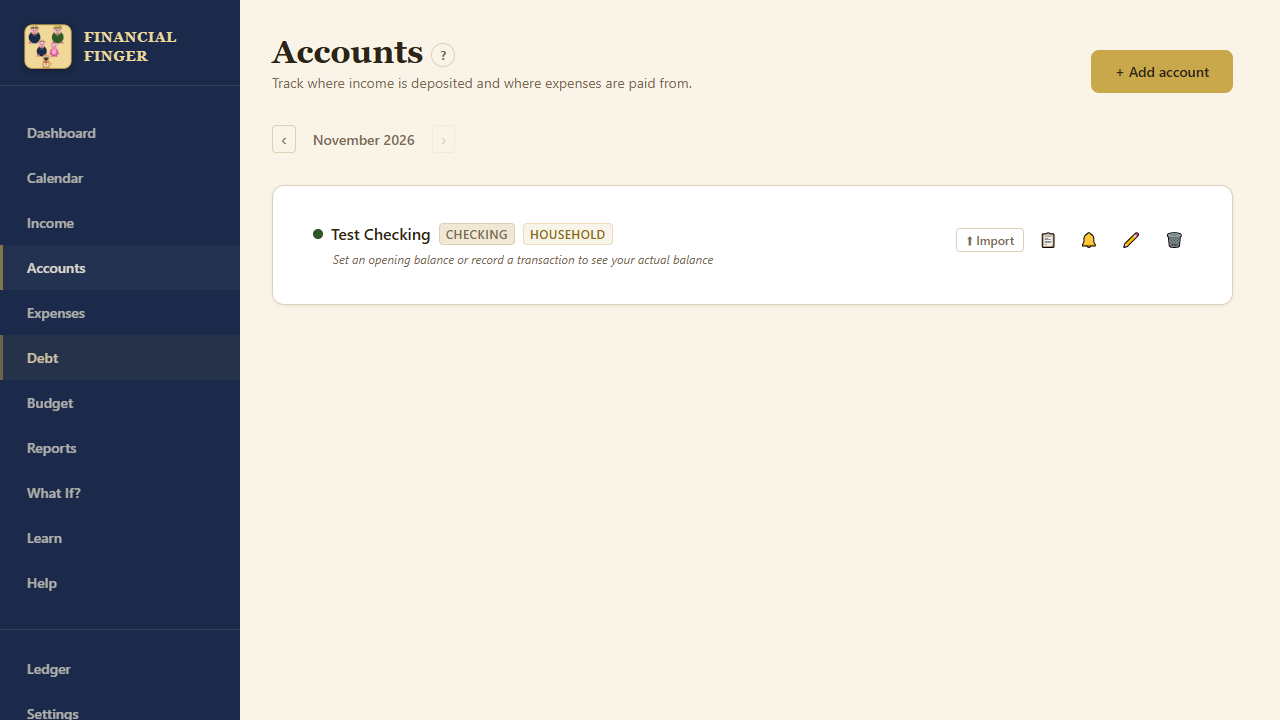 FINANCIAL
FINGER
Dashboard
Calendar
Income
Accounts
Expenses
Debt
Budget
Reports
What If?
Learn
Help
Ledger
Settings
Accounts ?
Track where income is deposited and where expenses are paid from.
+ Add account
‹ November 2026 ›
Test Checking CHECKING HOUSEHOLD
Set an opening balance or record a transaction to see your actual balance
⬆ Import